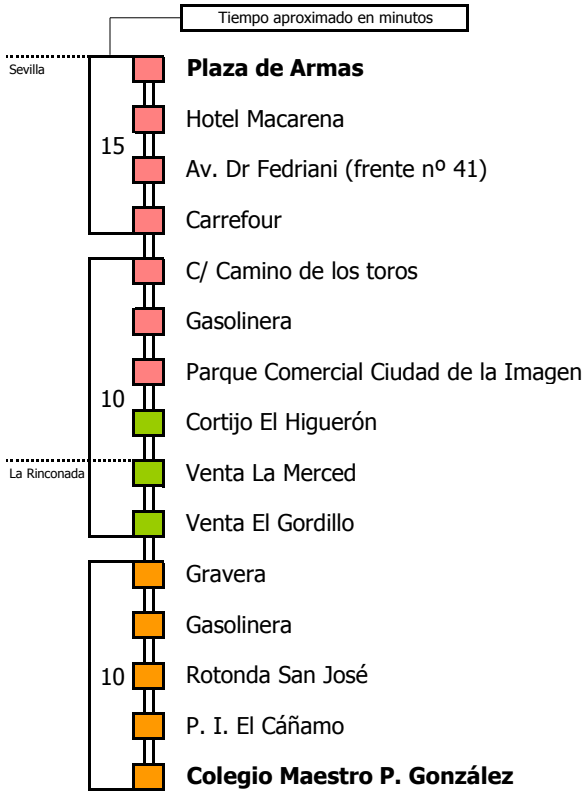 Tiempo aproximado en minutos
Sevilla
Plaza de Armas
Hotel Macarena
15
Av. Dr Fedriani (frente nº 41)
Carrefour
C/ Camino de los toros
Gasolinera
Parque Comercial Ciudad de la Imagen
10
Cortijo El Higuerón
La Rinconada
Venta La Merced
Venta El Gordillo
Gravera
Gasolinera
10
Rotonda San José
P. I. El Cáñamo
Colegio Maestro P. González